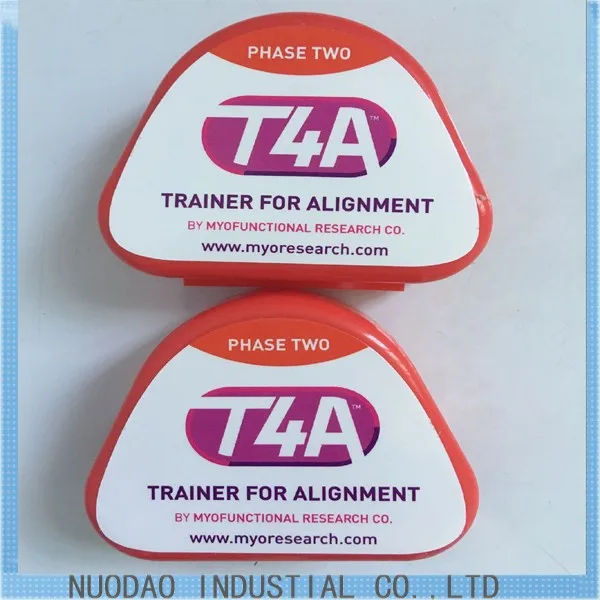 PHASE TWO
T4A™
TRAINER FOR ALIGNMENT
BY MYOFUNCTIONAL RESEARCH CO.
www.myoresearch.com
PHASE TWO
T4A™
TRAINER FOR ALIGNMENT
BY MYOFUNCTIONAL RESEARCH CO.
www.myoresearch.com
NUODAO INDUSTIAL CO.,LTD